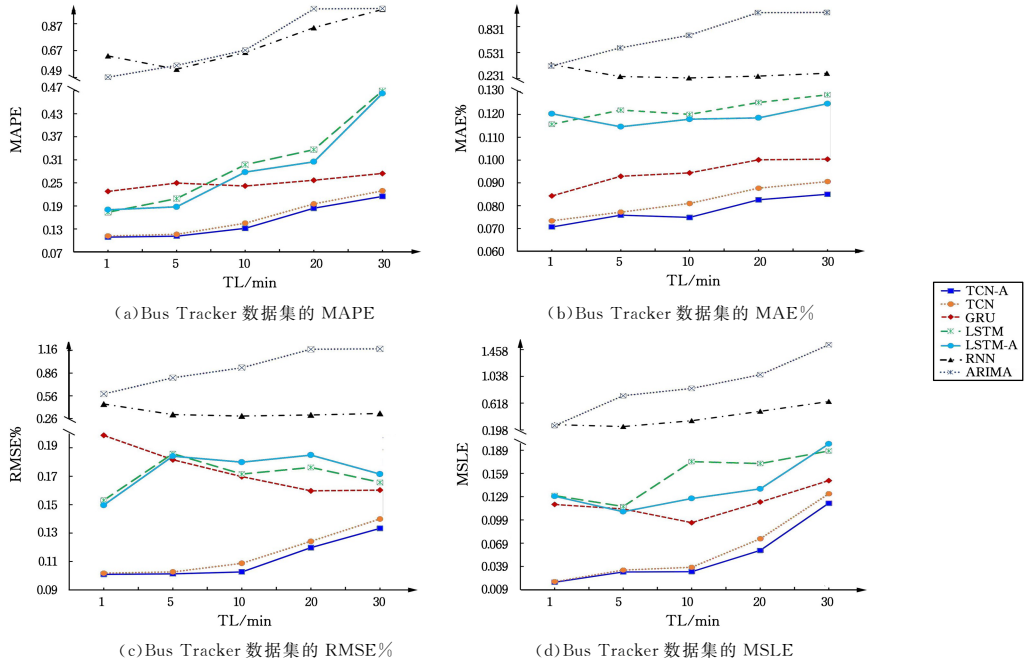 0.87
0.67
0.49
0.47
0.43
0.37
0.31
0.25
0.19
0.13
0.07
MAPE
1 5 10 20 30
TL/min
(a)Bus Tracker 数据集的 MAPE
0.831
0.531
0.231
0.130
0.120
0.100
0.090
0.080
0.070
0.060
MAE%
1 5 10 20 30
TL/min
(b)Bus Tracker 数据集的 MAE%
TCN-A
TCN
GRU
LSTM
LSTM-A
RNN
ARIMA
1.16
0.86
0.56
0.26
0.19
0.17
0.15
0.13
0.11
0.09
RMSE%
1 5 10 20 30
TL/min
(c)Bus Tracker 数据集的 RMSE%
1.458
1.038
0.618
0.198
0.189
0.159
0.129
0.099
0.069
0.039
0.009
MSLE
1 5 10 20 30
TL/min
(d)Bus Tracker 数据集的 MSLE